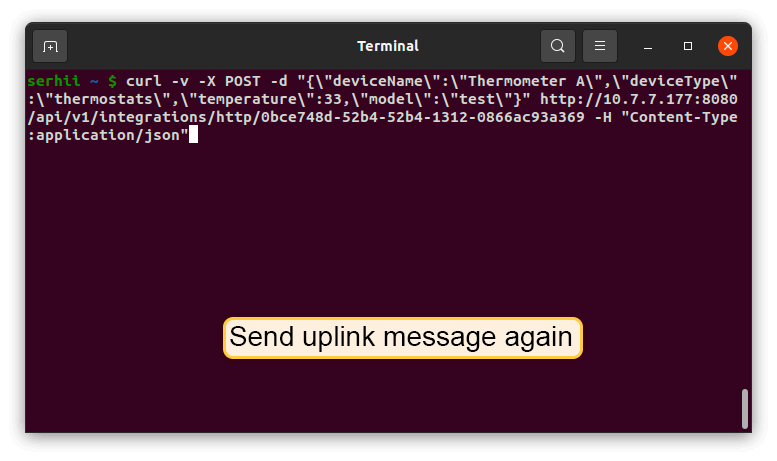 Terminal
serhii ~ $ curl -v -X POST -d "{\"deviceName\":\"Thermometer A\",\"deviceType\"
:\"thermostats\",\"temperature\":33,\"model\":\"test\"}" http://10.7.7.177:8080
/api/v1/integrations/http/0bce748d-52b4-52b4-1312-0866ac93a369 -H "Content-Type
:application/json"
Send uplink message again